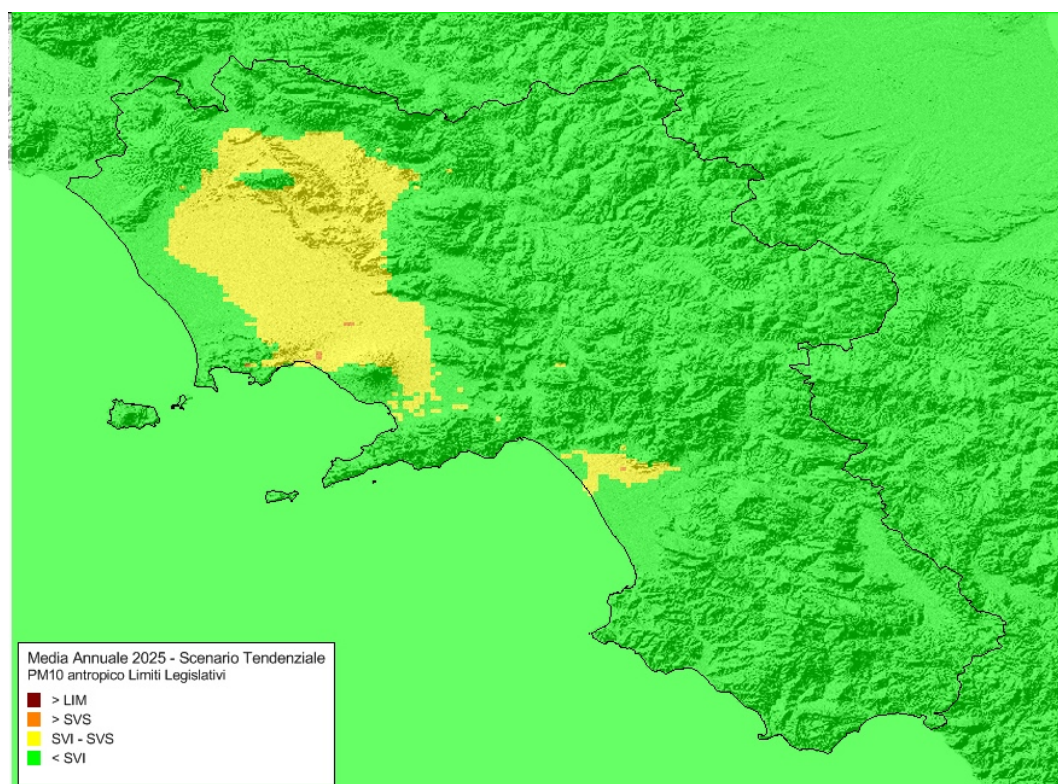 Media Annuale 2025 - Scenario Tendenziale
PM10 antropico Limiti Legislativi
> LIM
> SVS
SVI - SVS
< SVI